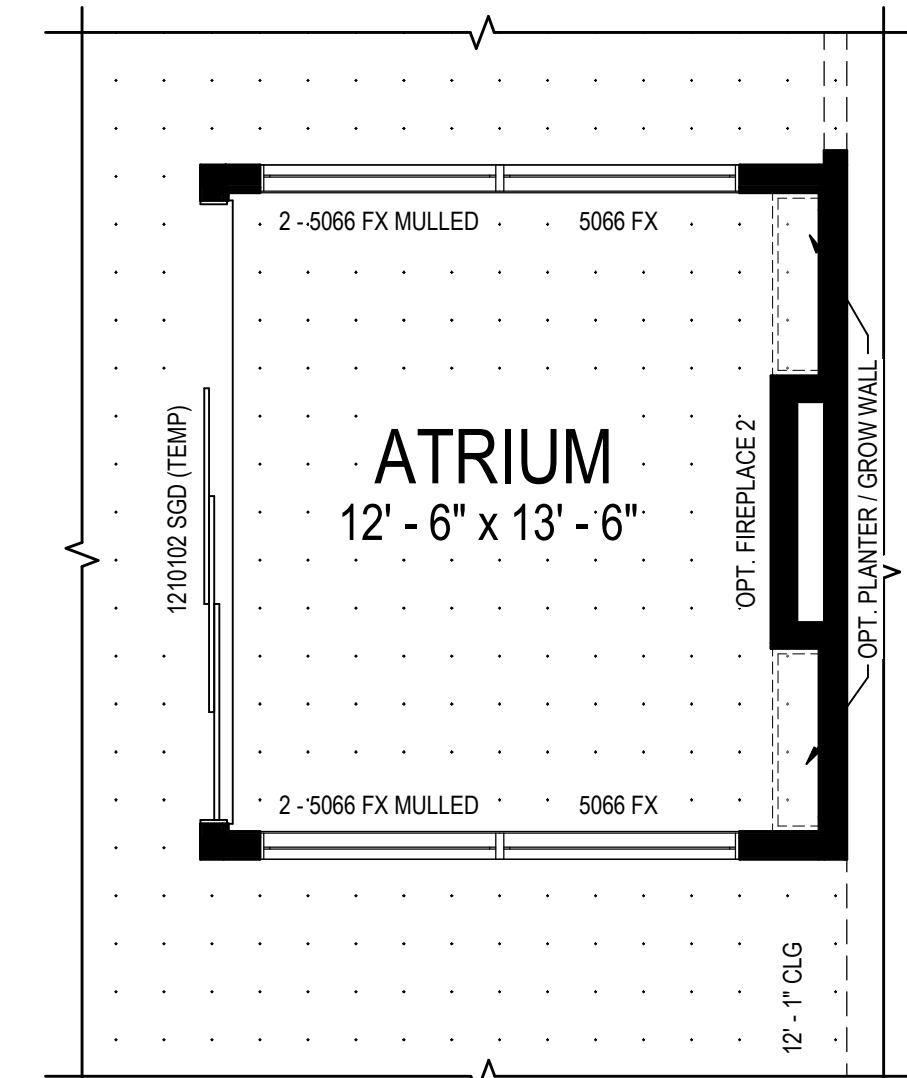 2 - 5066 FX MULLED
5066 FX
1210102 SGD (TEMP)
ATRIUM
12' - 6" x 13' - 6"
OPT. FIREPLACE 2
OPT. PLANTER / GROW WALL
2 - 5066 FX MULLED
5066 FX
12' - 1" CLG